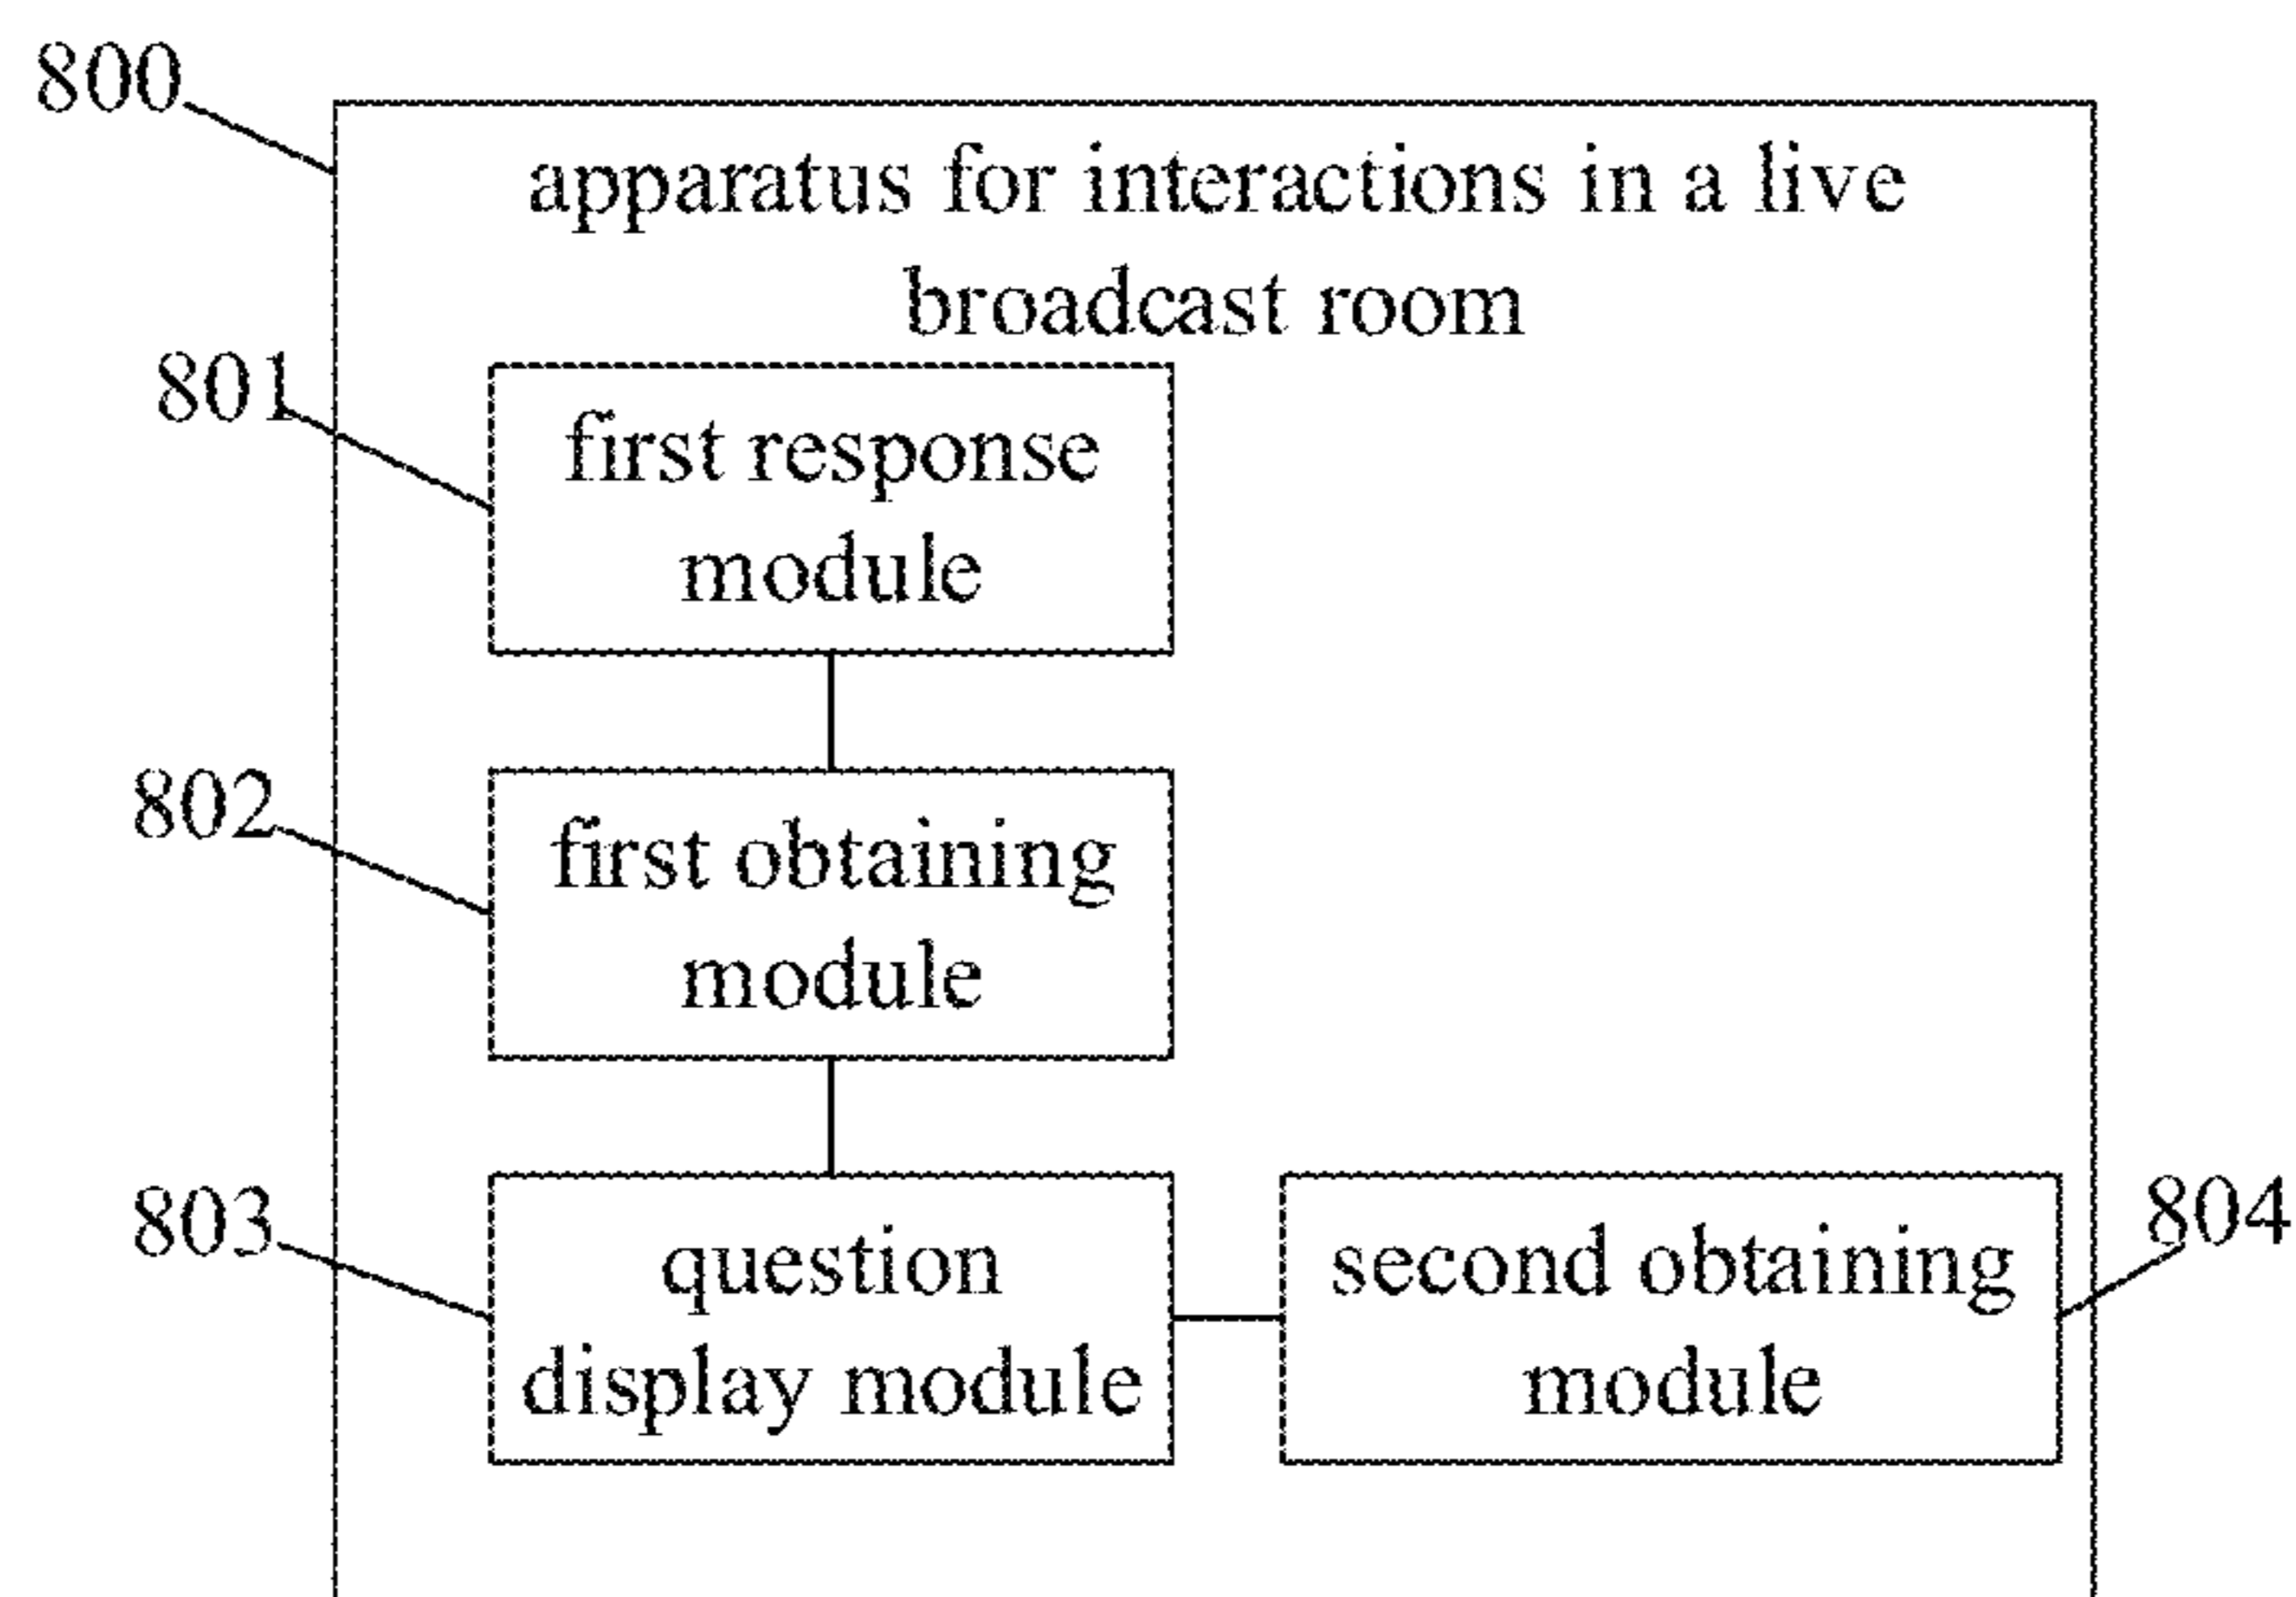 800
apparatus for interactions in a live
broadcast room
801
first response
module
802
first obtaining
module
803
question
display module
second obtaining
module
804